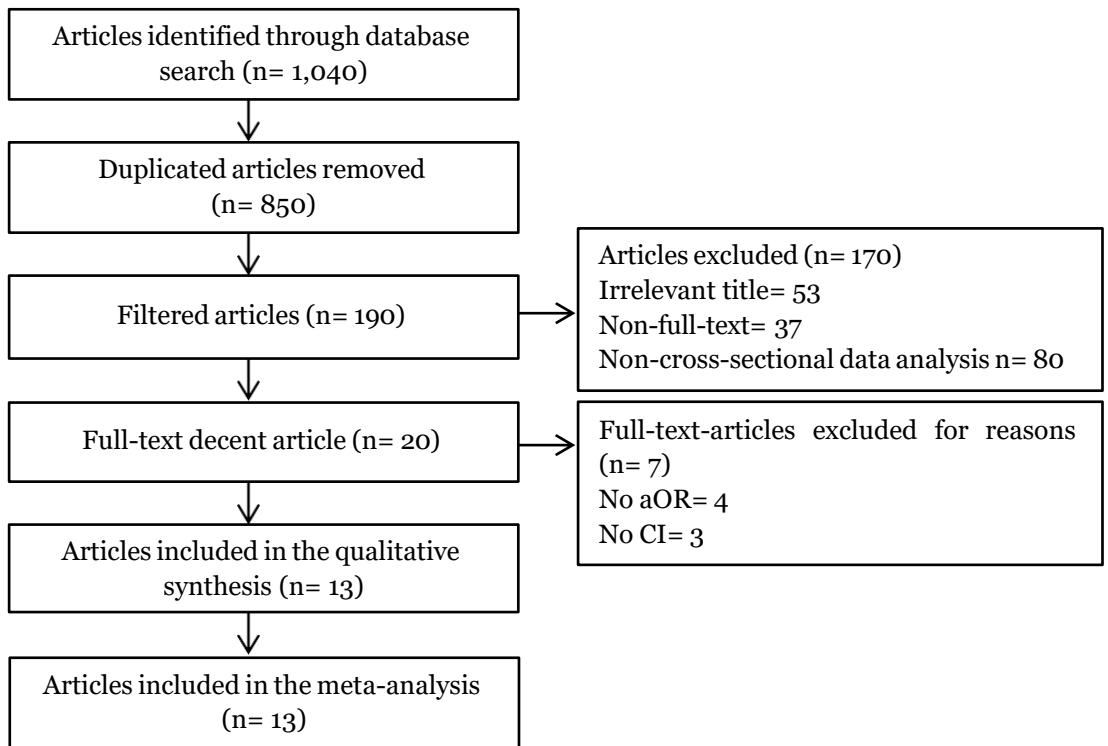 Articles identified through database
search (n= 1,040)
Duplicated articles removed
(n= 850)
Filtered articles (n= 190)
Articles excluded (n= 170)
Irrelevant title= 53
Non-full-text= 37
Non-cross-sectional data analysis n= 80
Full-text decent article (n= 20)
Full-text-articles excluded for reasons
(n= 7)
No aOR= 4
No CI= 3
Articles included in the qualitative
synthesis (n= 13)
Articles included in the meta-analysis
(n= 13)